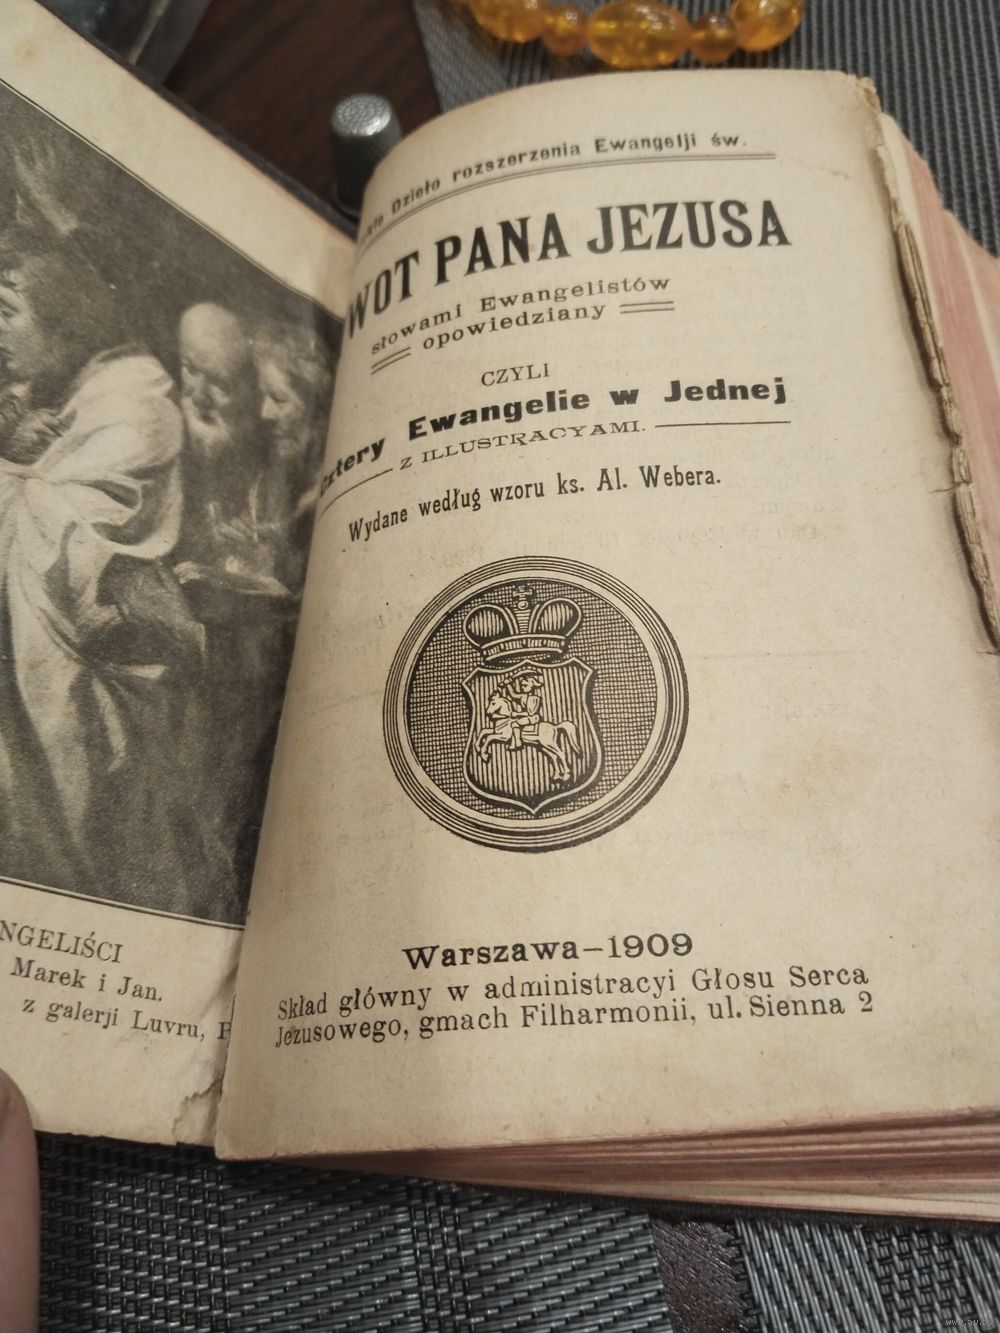 Dzieło rozszerzenia Ewangelji św.
WOT PANA JEZUSA
słowami Ewangelistów
opowiedziany
CZYLI
Cztery Ewangelie w Jednej
Z ILLUSTRACYAMI.
Wydane według wzoru ks. Al. Webera.
Warszawa–1909
Skład główny w administracyi Głosu Serca
Jezusowego, gmach Filharmonii, ul. Sienna 2
NGELIŚCI
Marek i Jan.
z galerji Luvru, P